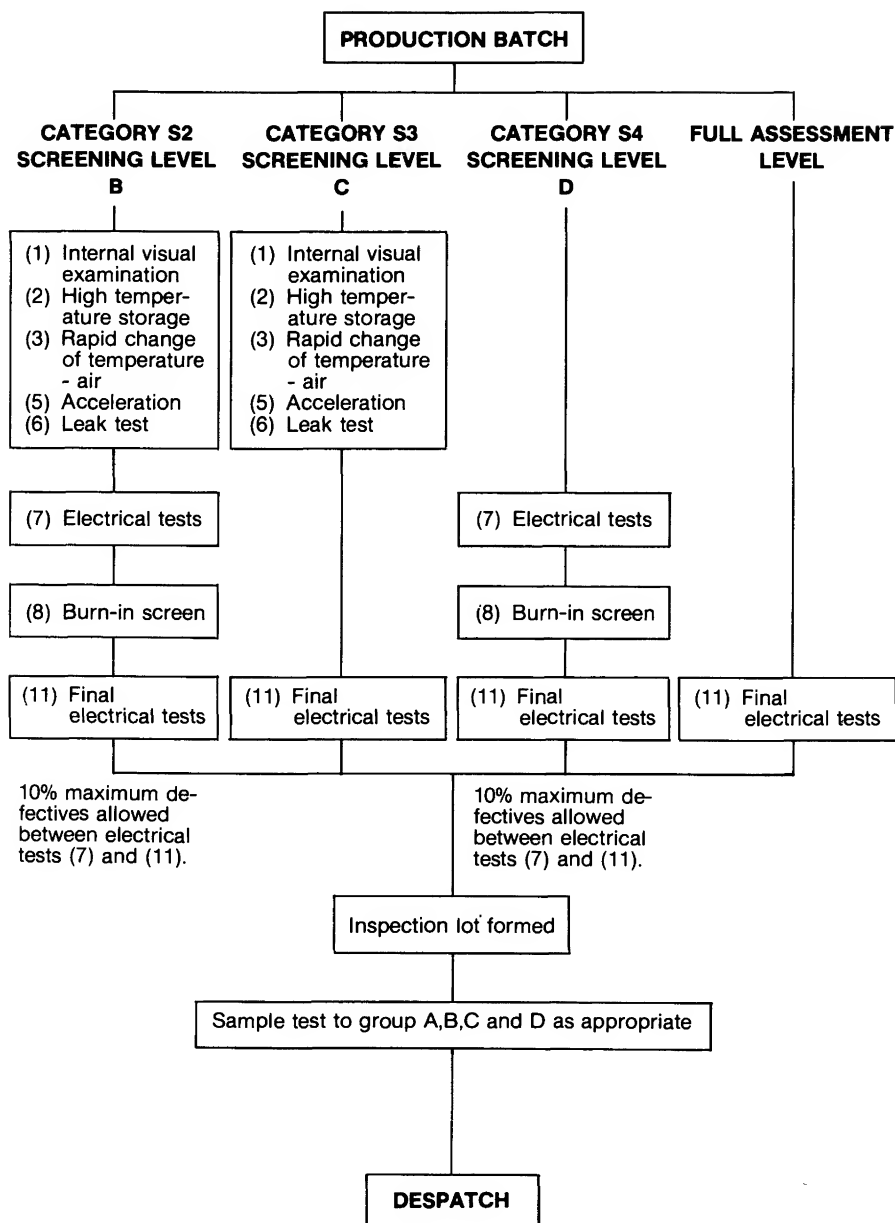 PRODUCTION BATCH
CATEGORY S2
SCREENING LEVEL
B
CATEGORY S3
SCREENING LEVEL
C
CATEGORY S4
SCREENING LEVEL
D
FULL ASSESSMENT
LEVEL
(1) Internal visual
examination
(2) High temper-
ature storage
(3) Rapid change
of temperature
- air
(5) Acceleration
(6) Leak test
(1) Internal visual
examination
(2) High temper-
ature storage
(3) Rapid change
of temperature
- air
(5) Acceleration
(6) Leak test
(7) Electrical tests
(7) Electrical tests
(8) Burn-in screen
(8) Burn-in screen
(11) Final
electrical tests
(11) Final
electrical tests
(11) Final
electrical tests
(11) Final
electrical tests
10% maximum de-
fectives allowed
between electrical
tests (7) and (11).
10% maximum de-
fectives allowed
between electrical
tests (7) and (11).
Inspection lot formed
Sample test to group A,B,C and D as appropriate
DESPATCH